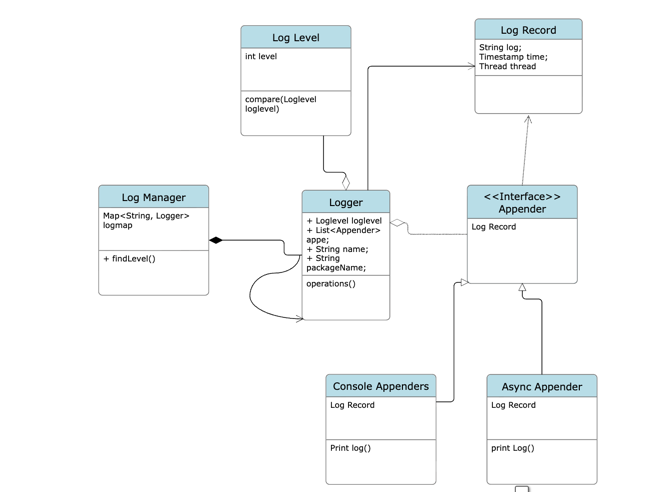 Log Level
int level
compare(Loglevel
loglevel)
Log Record
String log;
Timestamp time;
Thread thread
Log Manager
Map<String, Logger>
logmap
+ findLevel()
Logger
+ Loglevel loglevel
+ List<Appender>
appe;
+ String name;
+ String
packageName;
operations()
<<Interface>>
Appender
Log Record
Console Appenders
Log Record
Print log()
Async Appender
Log Record
print Log()